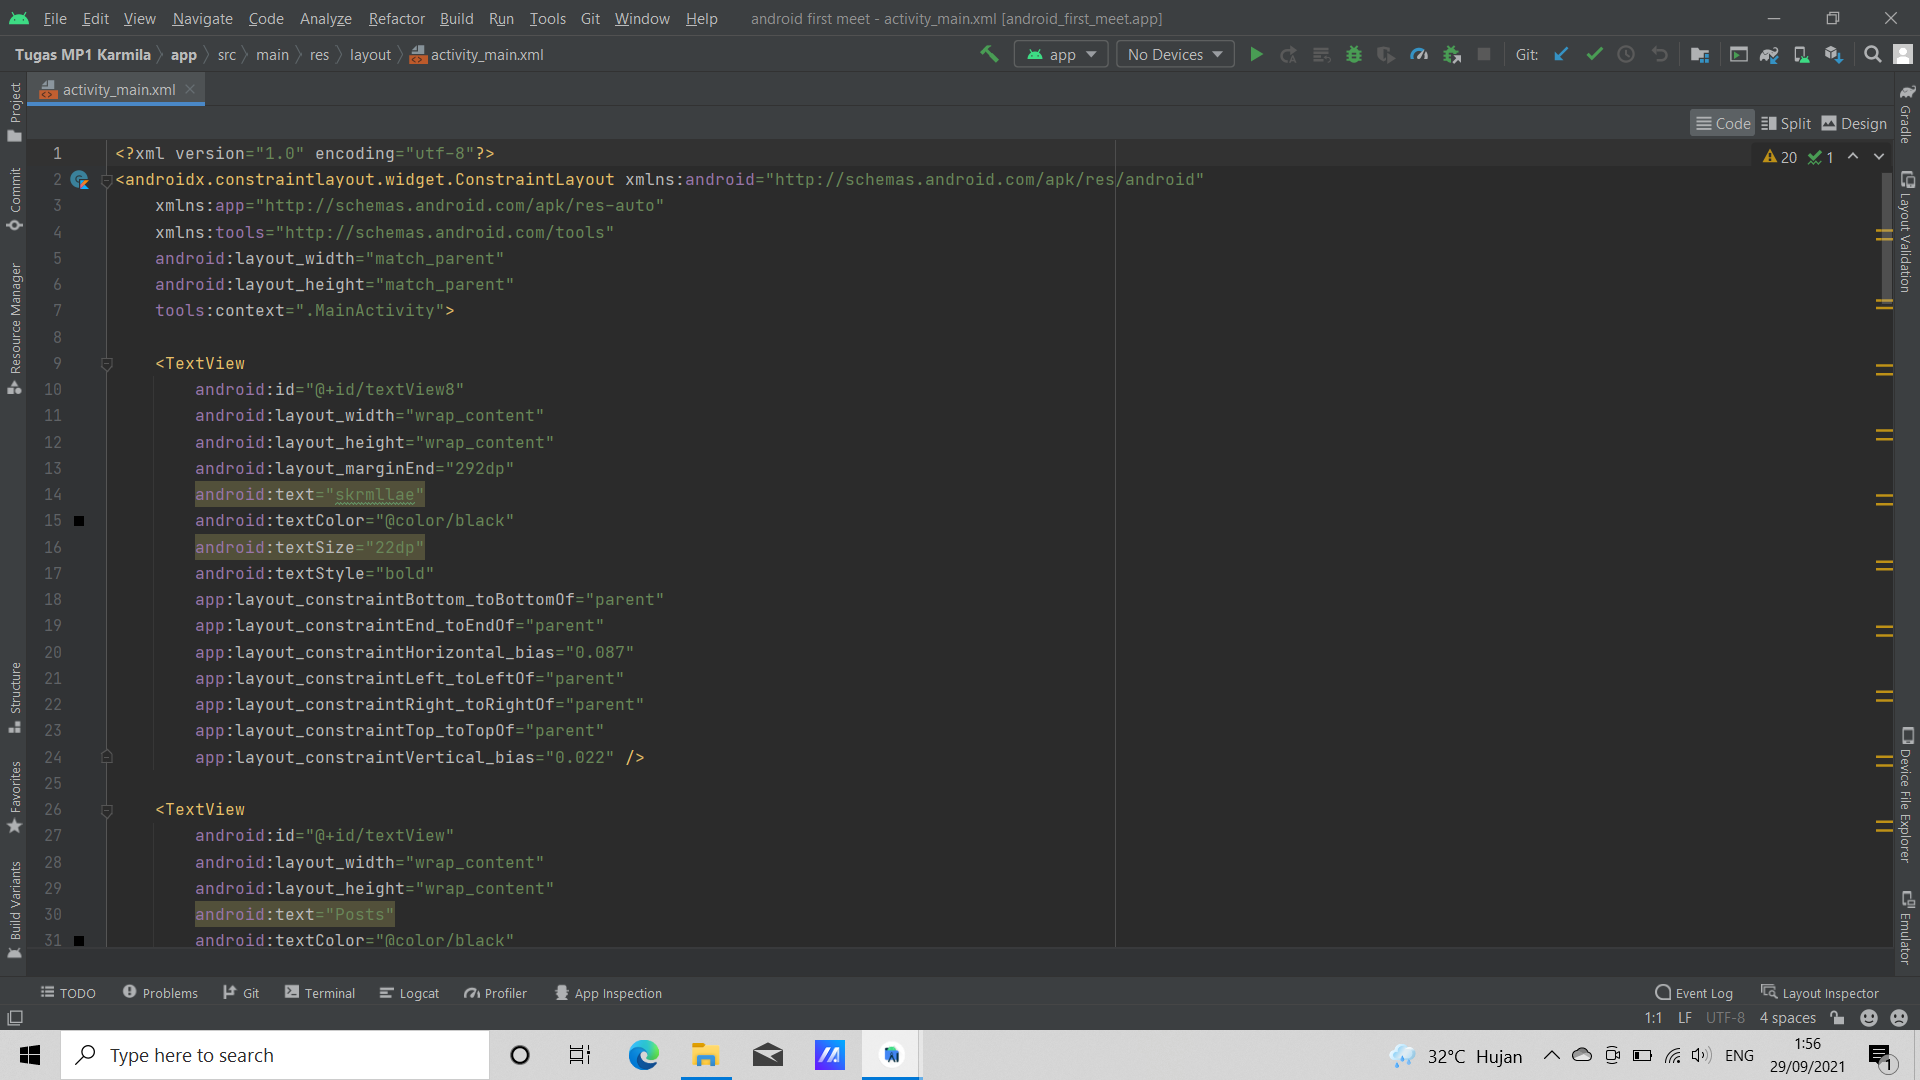 File Edit View Navigate Code Analyze Refactor Build Run Tools Git Window Help android first meet - activity_main.xml [android_first_meet.app]
Tugas MP1 Karmila app src main res layout activity_main.xml app No Devices Git:
activity_main.xml
Code Split Design
20 1
1 <?xml version="1.0" encoding="utf-8"?>
2 <androidx.constraintlayout.widget.ConstraintLayout xmlns:android="http://schemas.android.com/apk/res/android"
3 xmlns:app="http://schemas.android.com/apk/res-auto"
4 xmlns:tools="http://schemas.android.com/tools"
5 android:layout_width="match_parent"
6 android:layout_height="match_parent"
7 tools:context=".MainActivity">
8
9 <TextView
10 android:id="@+id/textView8"
11 android:layout_width="wrap_content"
12 android:layout_height="wrap_content"
13 android:layout_marginEnd="292dp"
14 android:text="skrmllae"
15 android:textColor="@color/black"
16 android:textSize="22dp"
17 android:textStyle="bold"
18 app:layout_constraintBottom_toBottomOf="parent"
19 app:layout_constraintEnd_toEndOf="parent"
20 app:layout_constraintHorizontal_bias="0.087"
21 app:layout_constraintLeft_toLeftOf="parent"
22 app:layout_constraintRight_toRightOf="parent"
23 app:layout_constraintTop_toTopOf="parent"
24 app:layout_constraintVertical_bias="0.022" />
25
26 <TextView
27 android:id="@+id/textView"
28 android:layout_width="wrap_content"
29 android:layout_height="wrap_content"
30 android:text="Posts"
31 android:textColor="@color/black"
Project
Commit
Resource Manager
Structure
Favorites
Build Variants
Gradle
Layout Validation
Device File Explorer
Emulator
TODO Problems Git Terminal Logcat Profiler App Inspection Event Log Layout Inspector
1:1 LF UTF-8 4 spaces
Type here to search
32°C Hujan ENG
1:56
29/09/2021
1